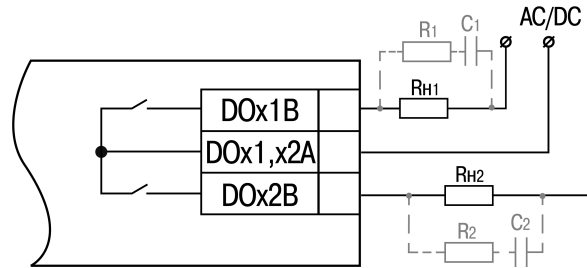 AC/DC
R1
C1
RH1
DOx1B
DOx1,x2A
DOx2B
RH2
R2
C2